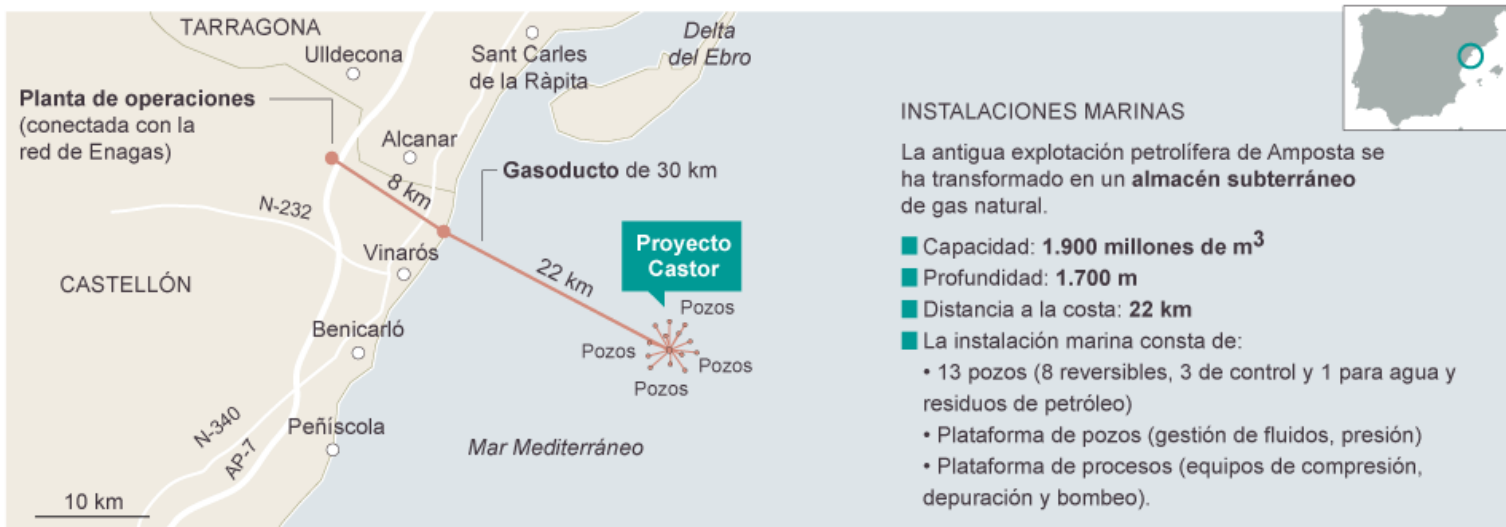 TARRAGONA
Ulldecona
Sant Carles
de la Ràpita
Delta
del Ebro
Planta de operaciones
(conectada con la
red de Enagas)
Alcanar
Gasoducto de 30 km
8 km
N-232
Vinarós
22 km
Proyecto
Castor
CASTELLÓN
Pozos
Pozos
Pozos
Pozos
Benicarló
Peñíscola
N-340
AP-7
Mar Mediterráneo
10 km
INSTALACIONES MARINAS
La antigua explotación petrolífera de Amposta se
ha transformado en un almacén subterráneo
de gas natural.
Capacidad: 1.900 millones de m³
Profundidad: 1.700 m
Distancia a la costa: 22 km
La instalación marina consta de:
• 13 pozos (8 reversibles, 3 de control y 1 para agua y
residuos de petróleo)
• Plataforma de pozos (gestión de fluidos, presión)
• Plataforma de procesos (equipos de compresión,
depuración y bombeo).